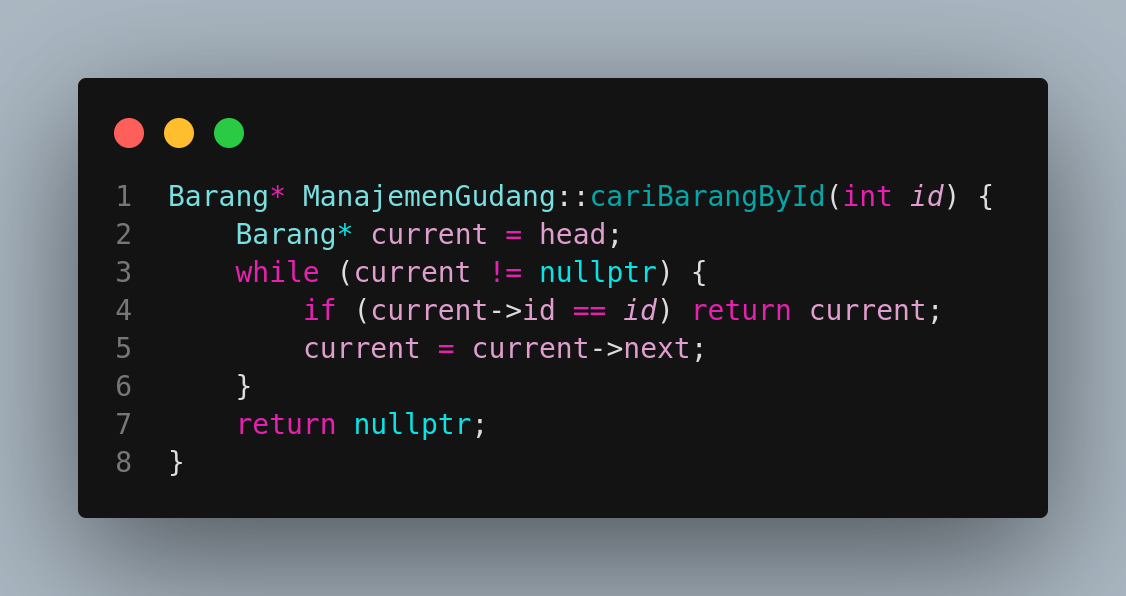 1 Barang* ManajemenGudang::cariBarangById(int id) {
2     Barang* current = head;
3     while (current != nullptr) {
4         if (current->id == id) return current;
5         current = current->next;
6     }
7     return nullptr;
8 }